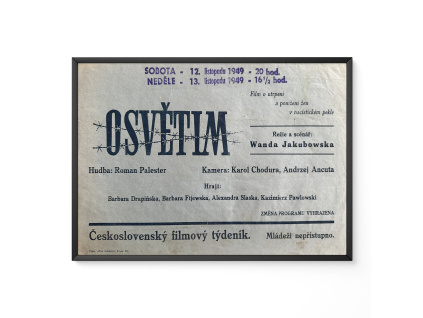 SOBOTA - 12. listopadu 1949 - 20 hod.
NEDĚLE - 13. listopadu 1949 - 16½ hod.
Film o utrpení
a ponížení žen
v nacistickém pekle
OSVĚTIM
Režie a scénář:
Wanda Jakubowska
Hudba: Roman Palester
Kamera: Karol Chodura, Andrzej Ancuta
Hrají:
Barbara Drapińska, Barbara Fijewska, Alexandra Slaska, Kazimierz Pawlowski
ZMĚNA PROGRAMU VYHRAZENA
Československý filmový týdeník.
Mládeži nepřístupno.